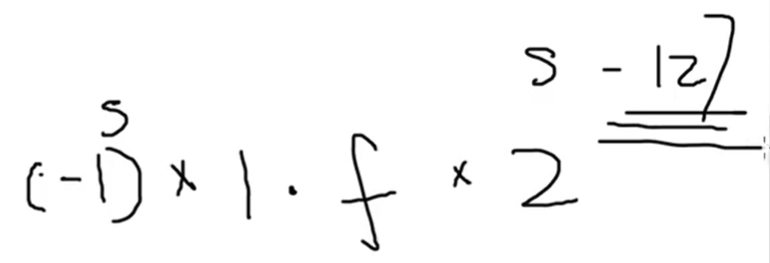 (-1)^s × 1.f × 2^{s - 127}